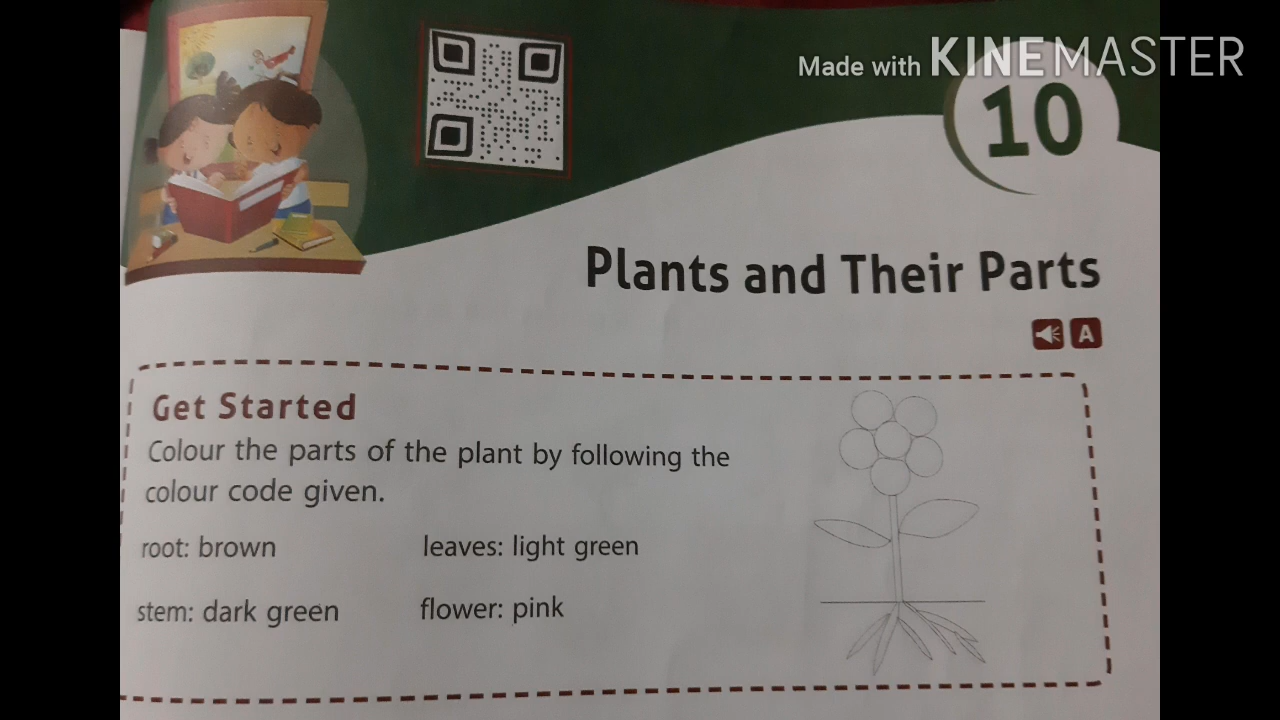 Made with KINEMASTER
10
Plants and Their Parts
A
Get Started
Colour the parts of the plant by following the
colour code given.
root: brown leaves: light green
stem: dark green flower: pink